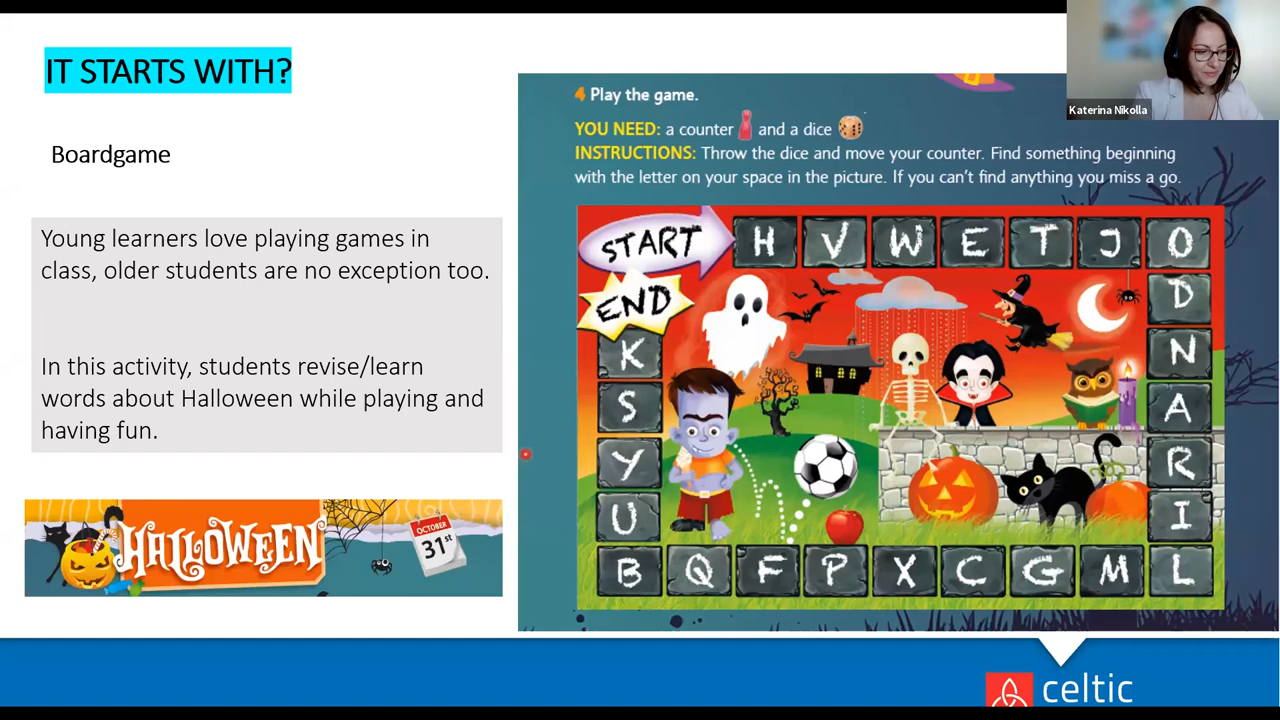 IT STARTS WITH?
Boardgame
Young learners love playing games in
class, older students are no exception too.
In this activity, students revise/learn
words about Halloween while playing and
having fun.
HALLOWEEN
OCTOBER
31st
4 Play the game.
YOU NEED: a counter and a dice
INSTRUCTIONS: Throw the dice and move your counter. Find something beginning
with the letter on your space in the picture. If you can't find anything you miss a go.
START H V W E T J O
D
N
A
R
I
L
M
G
C
X
P
F
Q
B
U
Y
S
K
END
Katerina Nikolla
celtic